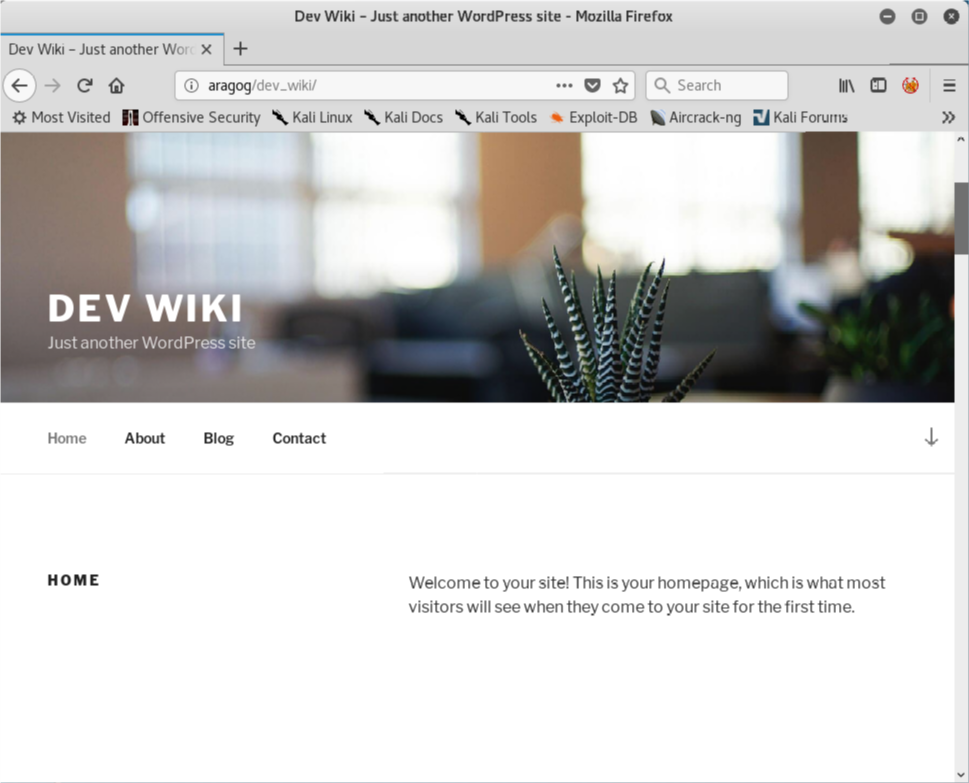 Dev Wiki – Just another WordPress site - Mozilla Firefox
Dev Wiki – Just another Word
aragog/dev_wiki/
Search
Most Visited Offensive Security Kali Linux Kali Docs Kali Tools Exploit-DB Aircrack-ng Kali Forums
DEV WIKI
Just another WordPress site
Home About Blog Contact
HOME
Welcome to your site! This is your homepage, which is what most
visitors will see when they come to your site for the first time.